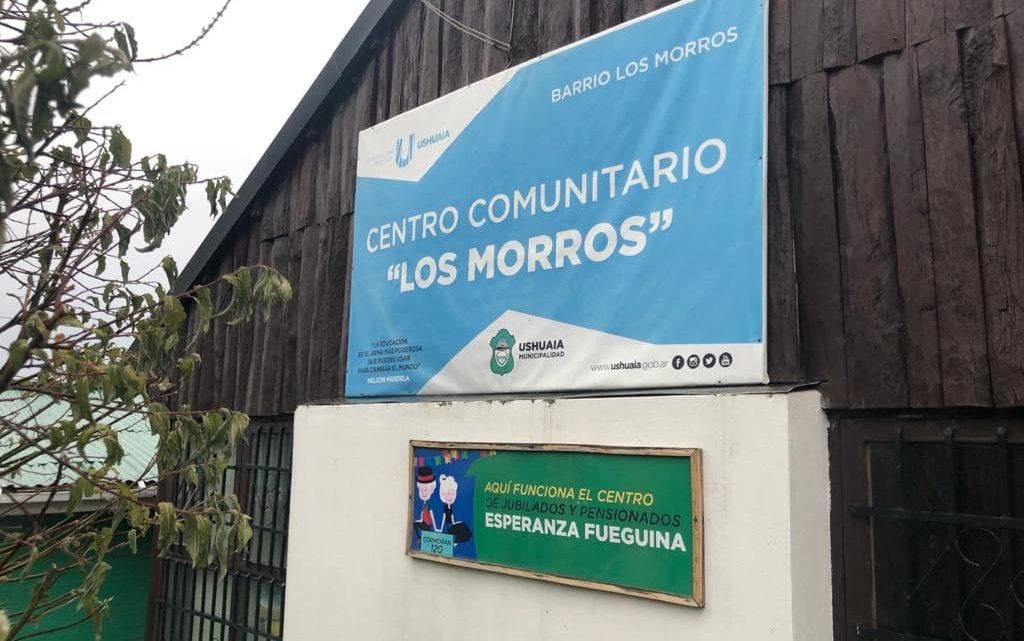 BARRIO LOS MORROS
USHUAIA
CENTRO COMUNITARIO
"LOS MORROS"
"LA EDUCACIÓN
ES EL ARMA MÁS PODEROSA
QUE PUEDES USAR
PARA CAMBIAR EL MUNDO"
NELSON MANDELA
USHUAIA
MUNICIPALIDAD
www.ushuaia.gob.ar
AQUÍ FUNCIONA EL CENTRO
DE JUBILADOS Y PENSIONADOS
ESPERANZA FUEGUINA
CORMORÁN
120